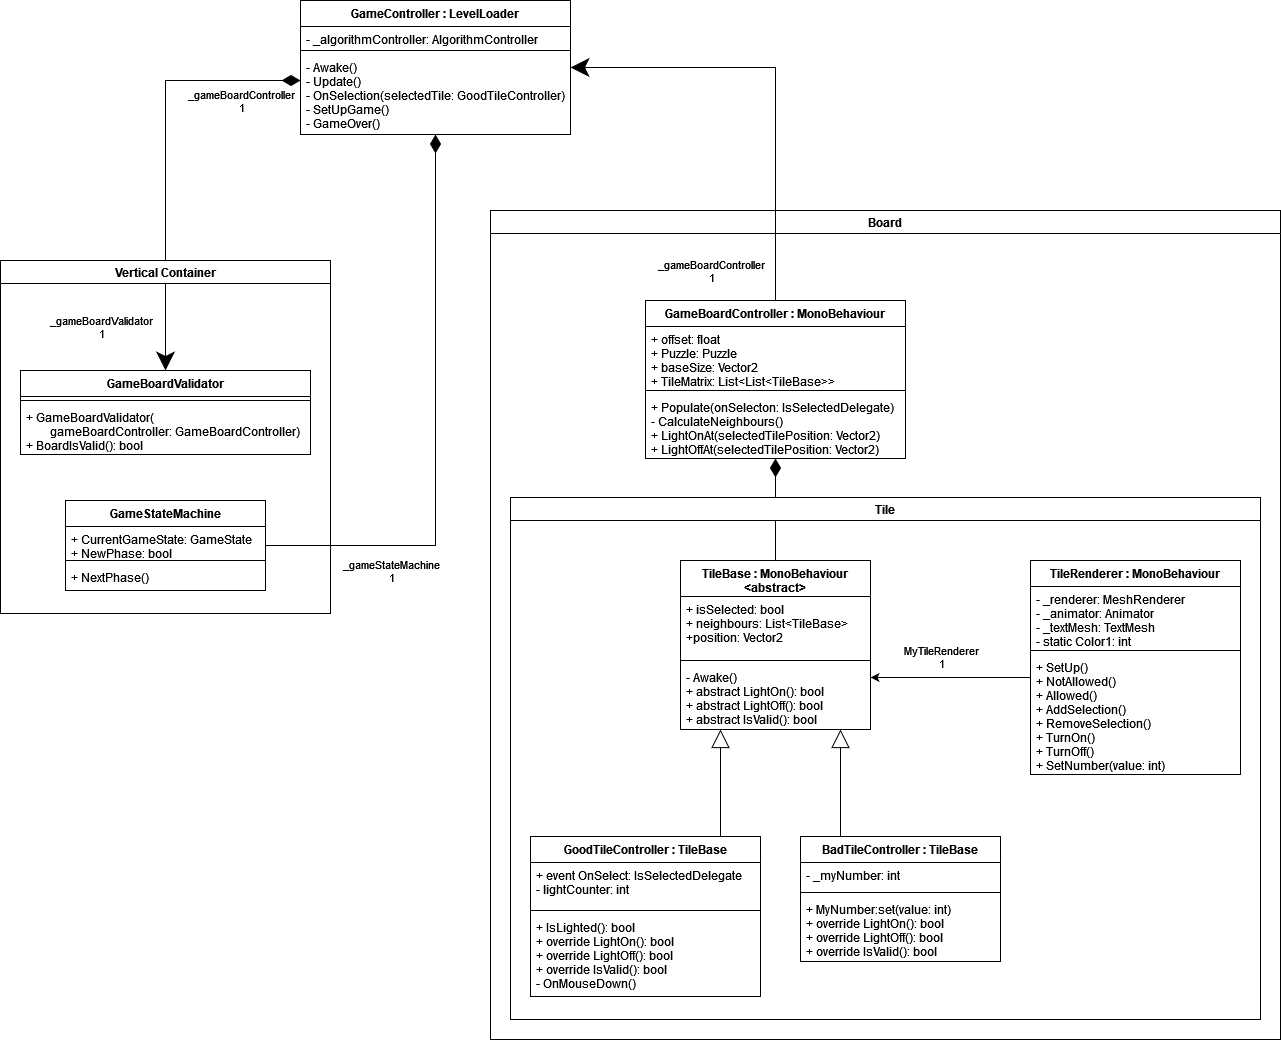 GameController : LevelLoader
- _algorithmController: AlgorithmController
- Awake()
- Update()
- OnSelection(selectedTile: GoodTileController)
- SetUpGame()
- GameOver()
_gameBoardController
1
Board
Vertical Container
_gameBoardController
1
_gameBoardValidator
1
GameBoardController : MonoBehaviour
+ offset: float
+ Puzzle: Puzzle
+ baseSize: Vector2
+ TileMatrix: List<List<TileBase>>
+ Populate(onSelecton: IsSelectedDelegate)
- CalculateNeighbours()
+ LightOnAt(selectedTilePosition: Vector2)
+ LightOffAt(selectedTilePosition: Vector2)
GameBoardValidator
+ GameBoardValidator(
gameBoardController: GameBoardController)
+ BoardIsValid(): bool
GameStateMachine
+ CurrentGameState: GameState
+ NewPhase: bool
+ NextPhase()
_gameStateMachine
1
Tile
TileBase : MonoBehaviour
<abstract>
+ isSelected: bool
+ neighbours: List<TileBase>
+position: Vector2
- Awake()
+ abstract LightOn(): bool
+ abstract LightOff(): bool
+ abstract IsValid(): bool
MyTileRenderer
1
TileRenderer : MonoBehaviour
- _renderer: MeshRenderer
- _animator: Animator
- _textMesh: TextMesh
- static Color1: int
+ SetUp()
+ NotAllowed()
+ Allowed()
+ AddSelection()
+ RemoveSelection()
+ TurnOn()
+ TurnOff()
+ SetNumber(value: int)
GoodTileController : TileBase
+ event OnSelect: IsSelectedDelegate
- lightCounter: int
+ IsLighted(): bool
+ override LightOn(): bool
+ override LightOff(): bool
+ override IsValid(): bool
- OnMouseDown()
BadTileController : TileBase
- _myNumber: int
+ MyNumber:set(value: int)
+ override LightOn(): bool
+ override LightOff(): bool
+ override IsValid(): bool